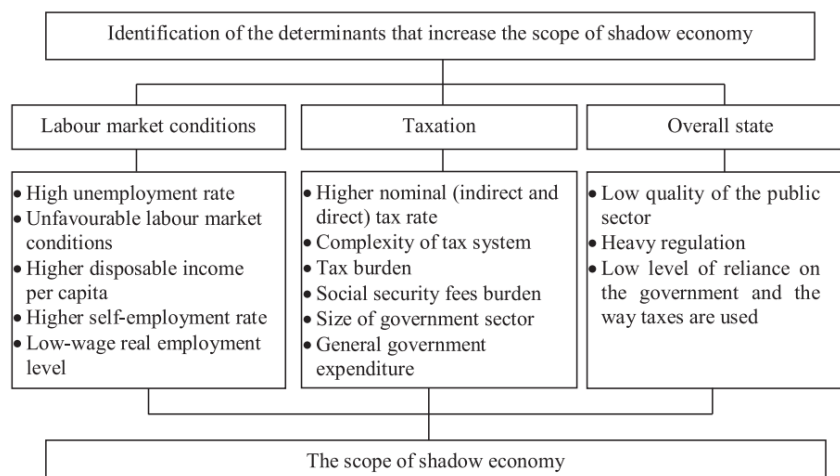 Identification of the determinants that increase the scope of shadow economy
Labour market conditions
Taxation
Overall state
• High unemployment rate
• Unfavourable labour market
conditions
• Higher disposable income
per capita
• Higher self-employment rate
• Low-wage real employment
level
• Higher nominal (indirect and
direct) tax rate
• Complexity of tax system
• Tax burden
• Social security fees burden
• Size of government sector
• General government
expenditure
• Low quality of the public
sector
• Heavy regulation
• Low level of reliance on
the government and the
way taxes are used
The scope of shadow economy